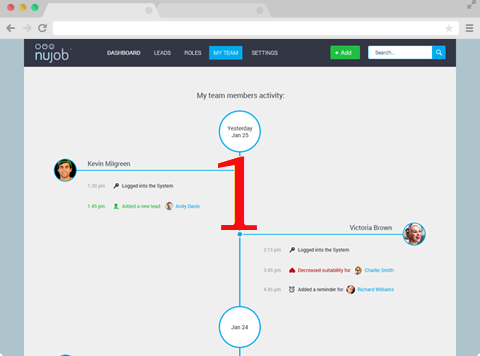 nujob
DASHBOARD LEADS ROLES MY TEAM SETTINGS + Add Search...
My team members activity:
Yesterday
Jan 25
Kevin Milgreen
1:30 pm Logged into the System
1
1:45 pm Added a new lead Andy Davis
Victoria Brown
2:15 pm Logged into the System
3:45 pm Decreased suitability for Charlie Smith
4:45 pm Added a reminder for Richard Williams
Jan 24